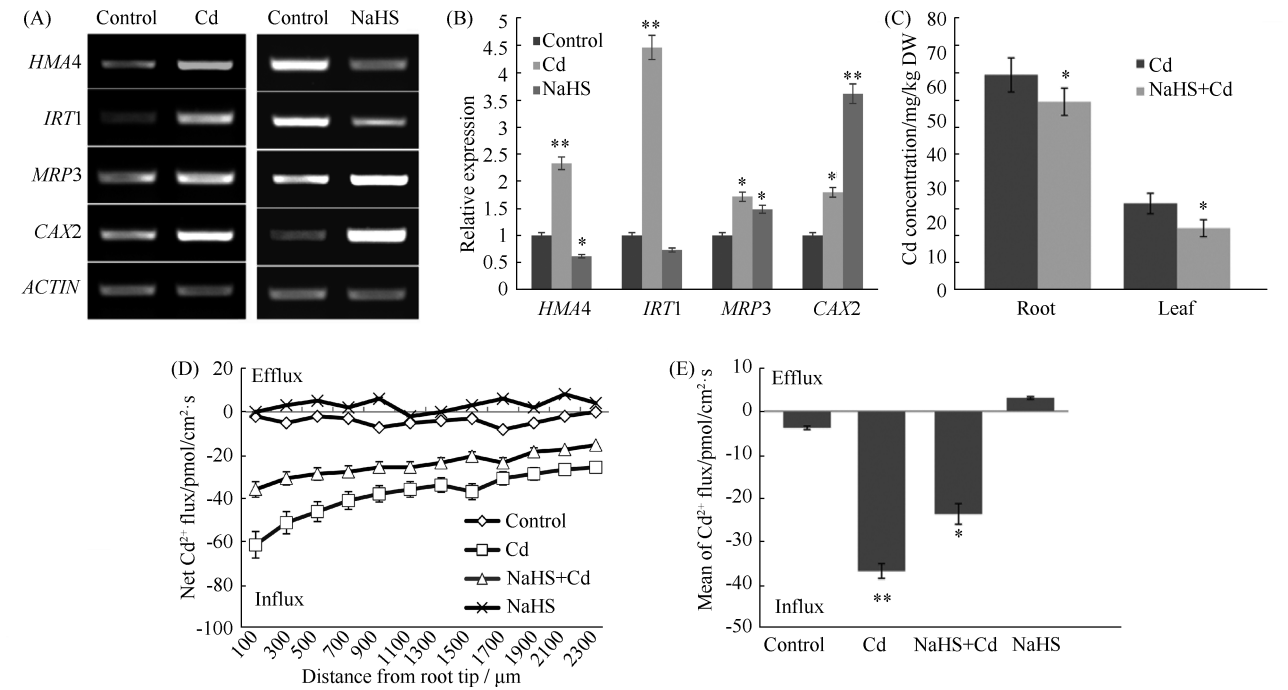 (A)
Control Cd Control NaHS
HMA4
IRT1
MRP3
CAX2
ACTIN
(B)
Relative expression
5
4.5
4
3.5
3
2.5
2
1.5
1
0.5
0
Control
Cd
NaHS
** * ** * * * **
HMA4 IRT1 MRP3 CAX2
(C)
Cd concentration/mg/kg DW
80
70
60
50
40
30
20
10
0
Cd
NaHS+Cd
* *
Root Leaf
(D)
Net Cd²⁺ flux/pmol/cm²·s
20
0
-20
-40
-60
-80
-100
Efflux
Influx
Control
Cd
NaHS+Cd
NaHS
100 300 500 700 900 1100 1300 1500 1700 1900 2100 2300
Distance from root tip / μm
(E)
Mean of Cd²⁺ flux/pmol/cm²·s
10
0
-10
-20
-30
-40
-50
Efflux
Influx
** *
Control Cd NaHS+Cd NaHS